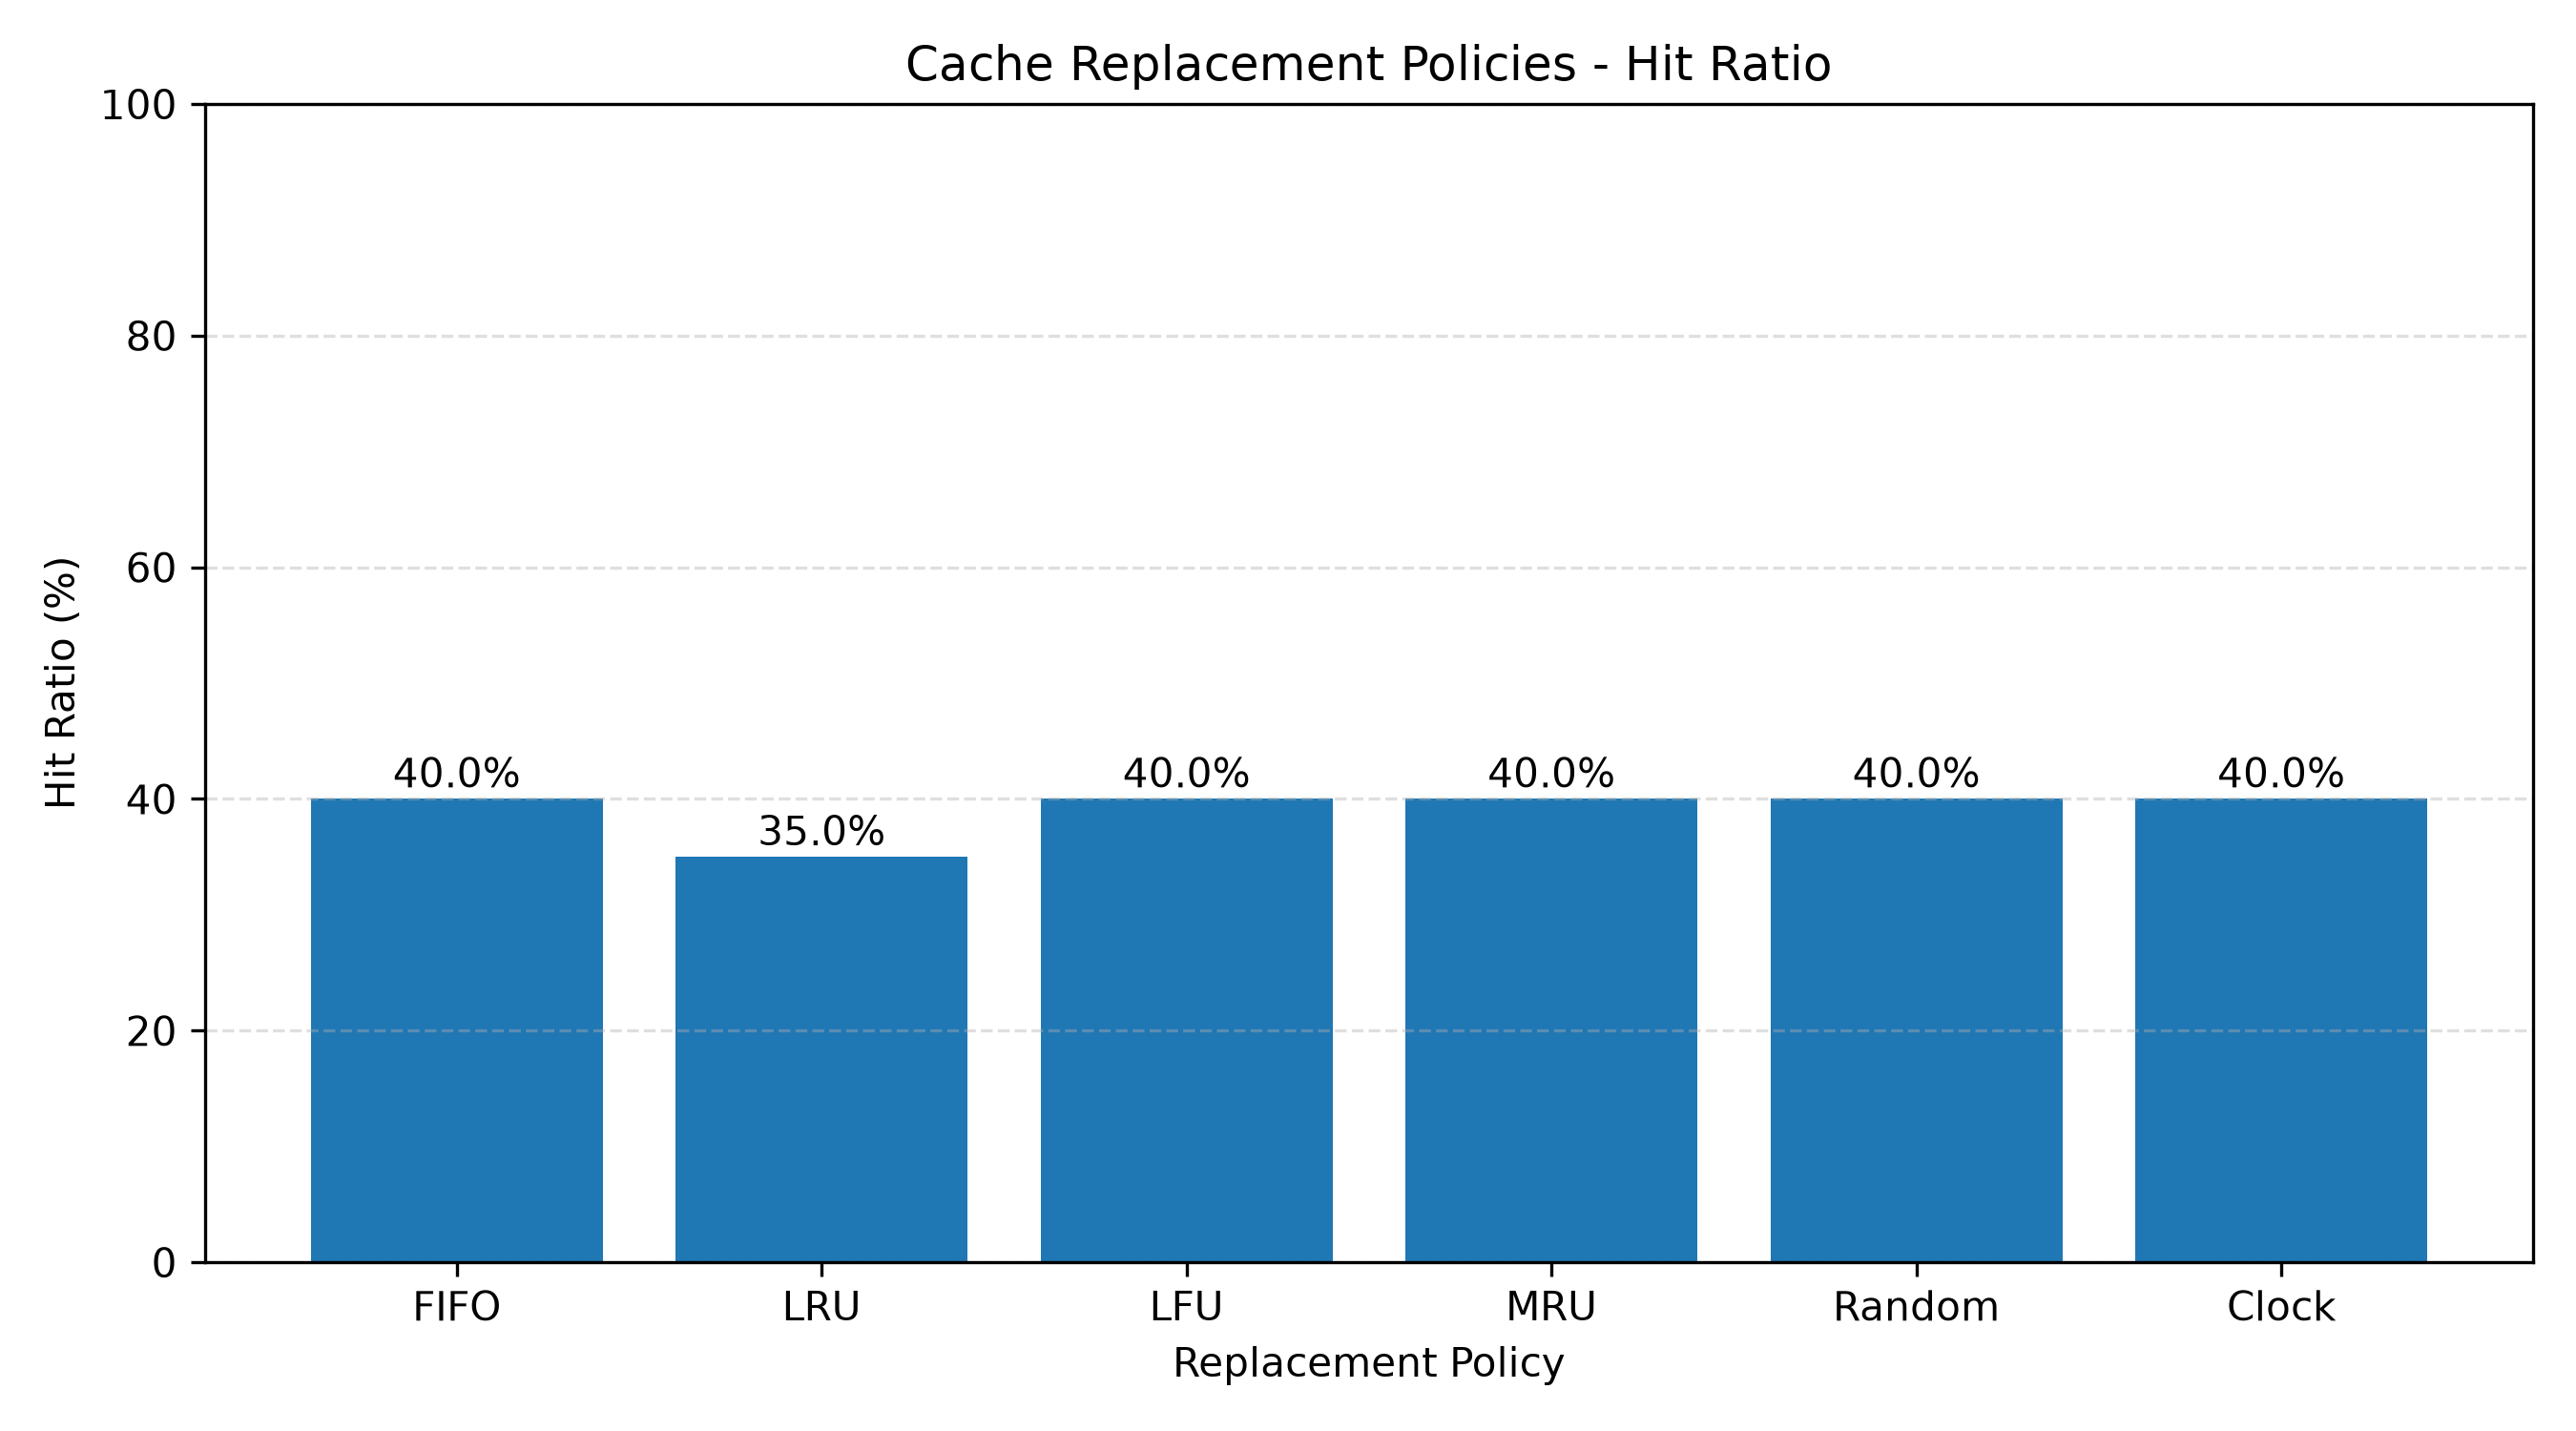 Cache Replacement Policies - Hit Ratio
100
80
60
40
20
0
Hit Ratio (%)
40.0%
35.0%
40.0%
40.0%
40.0%
40.0%
FIFO
LRU
LFU
MRU
Random
Clock
Replacement Policy